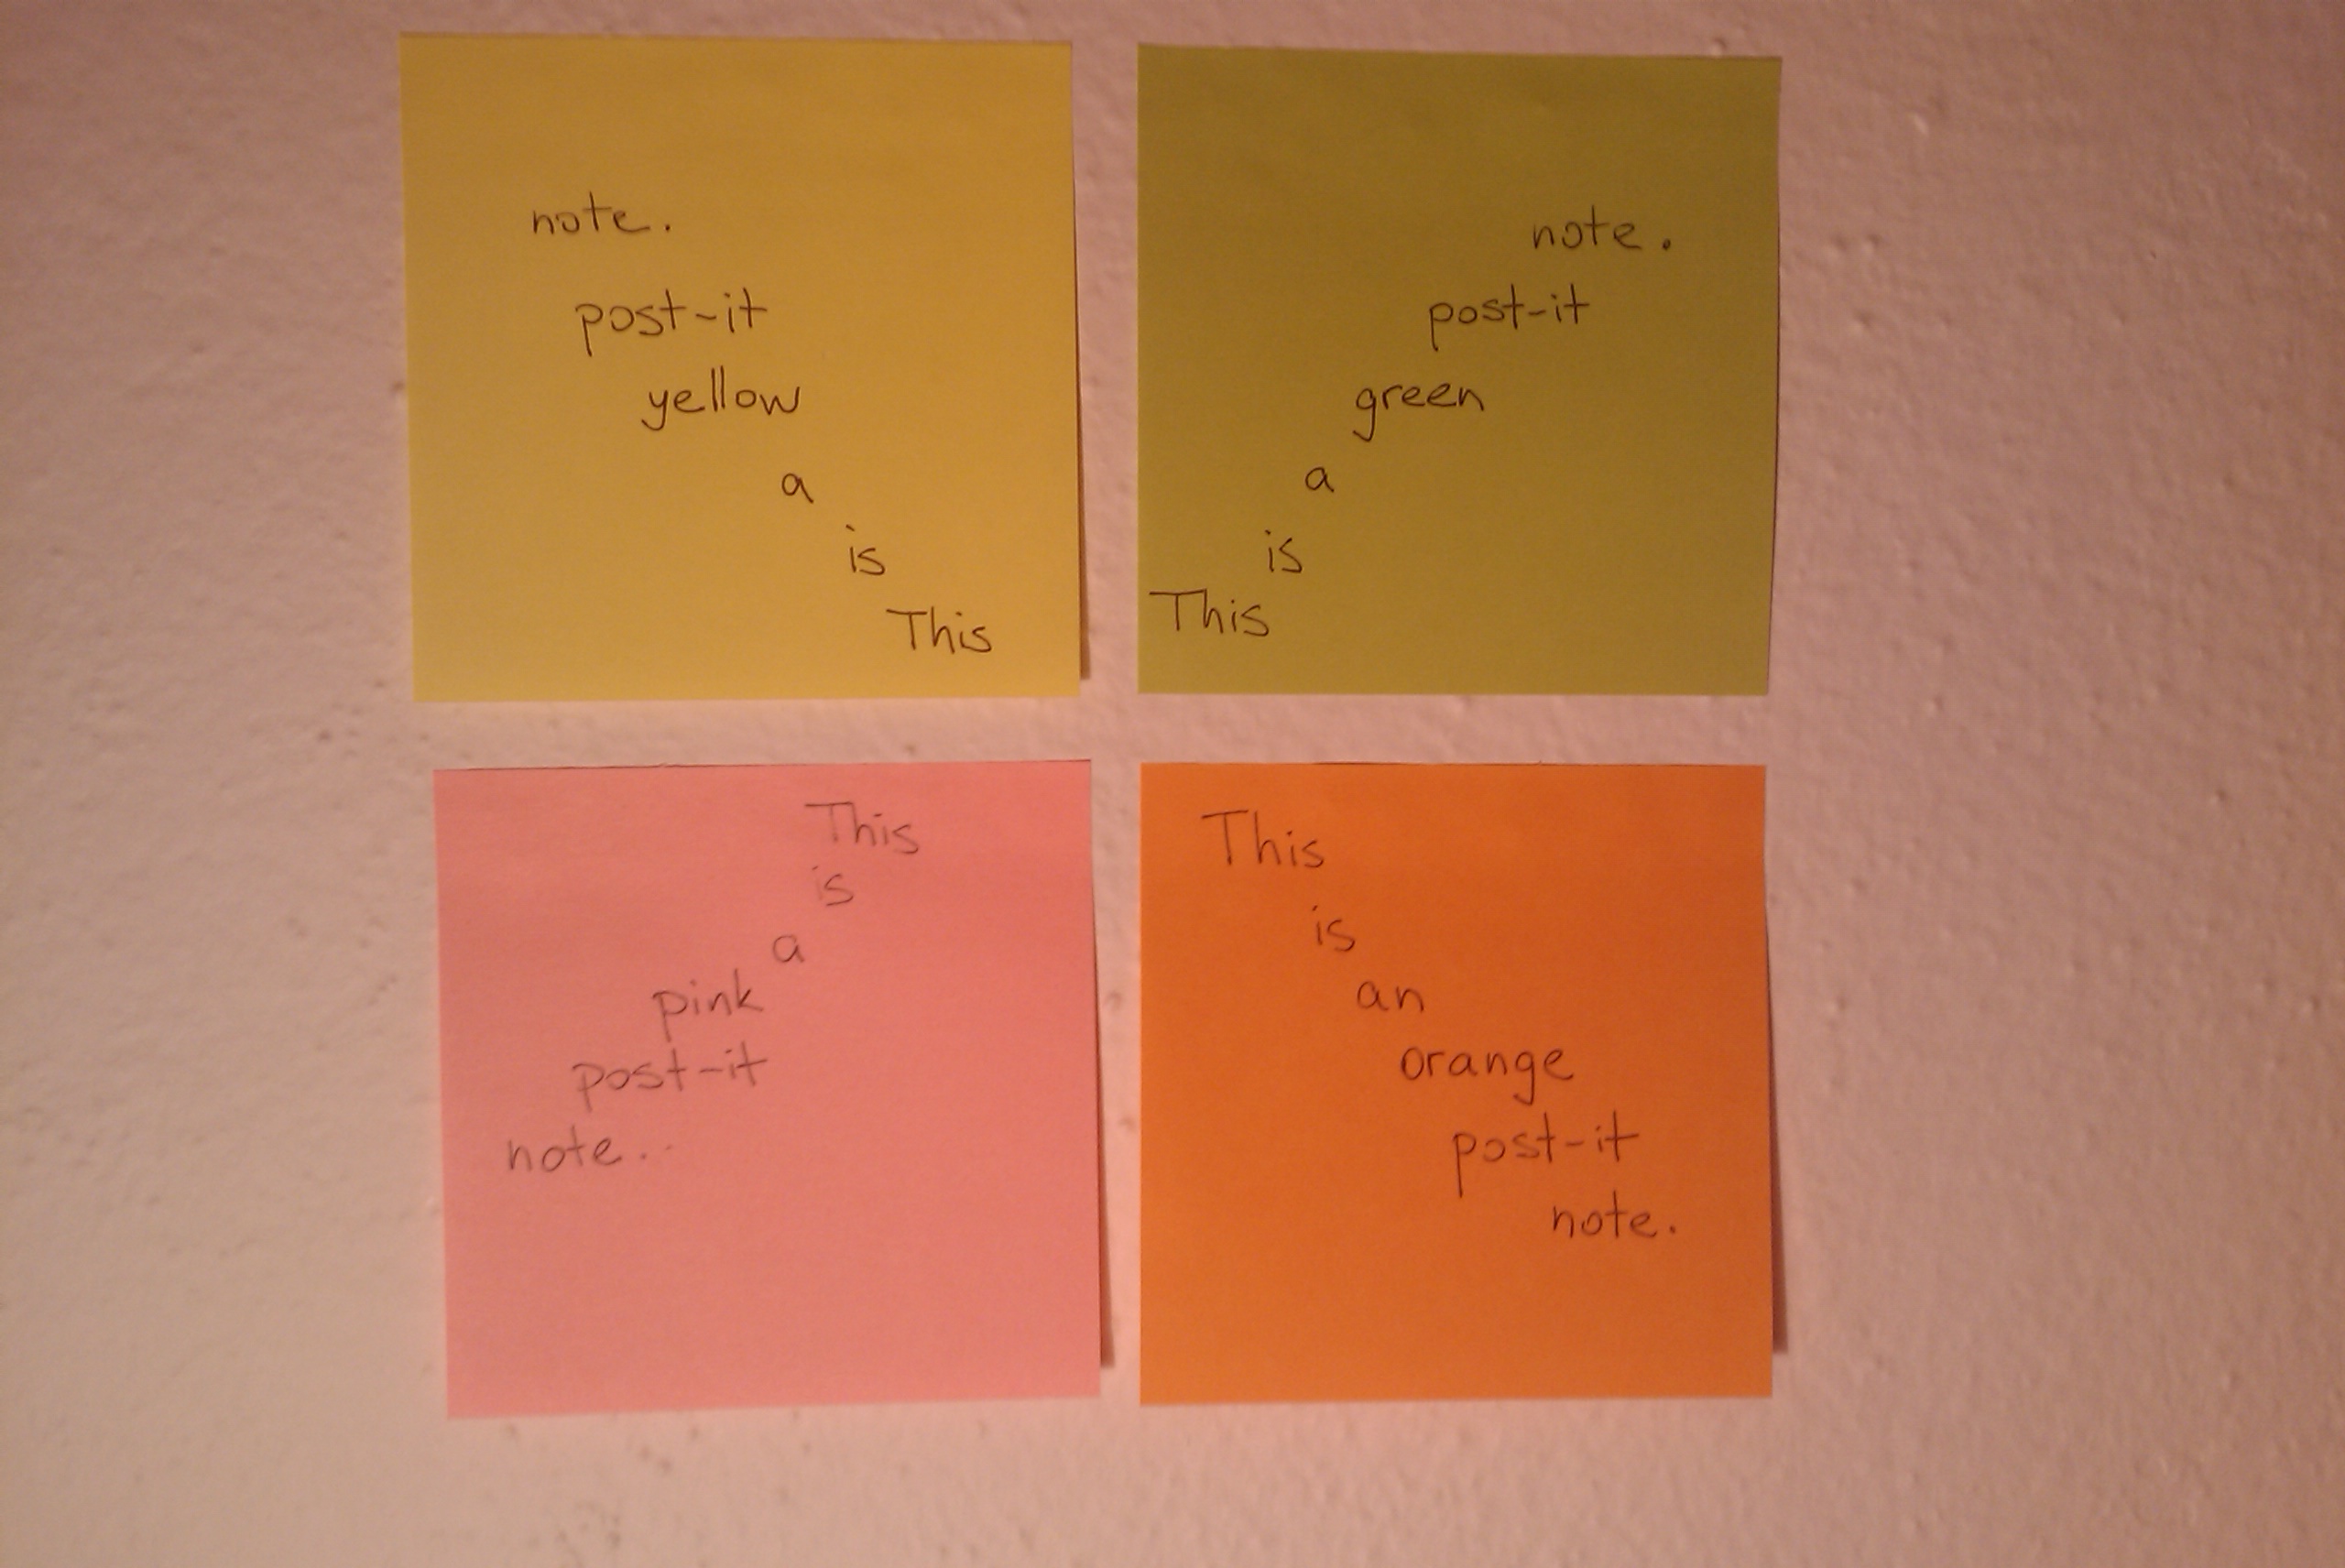 note.
post-it
yellow
a
is
This
note.
post-it
green
a
is
This
This
is
a
pink
post-it
note..
This
is
an
orange
post-it
note.